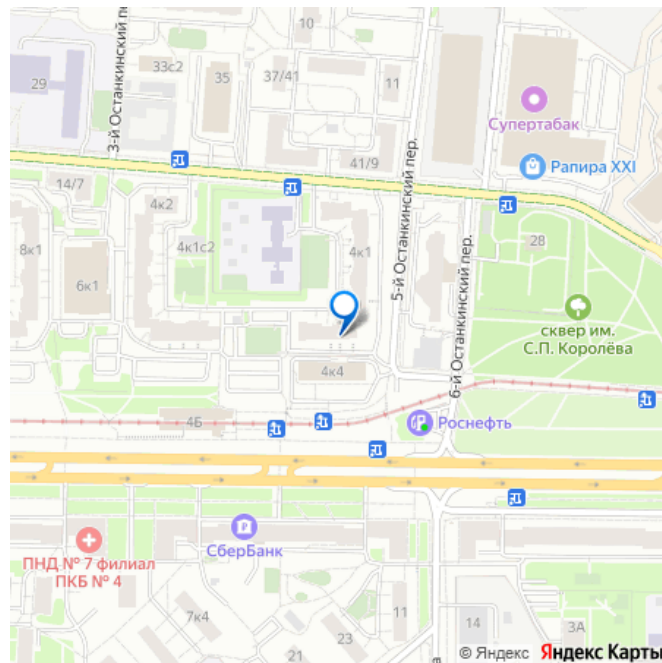 3-й Останкинский пе
29
33с2
35
10
37/41
11
5-й Останкинский пер.
Супертабак
41/9
Рапира XXI
14/7
4к2
4к1с2
4к1
8к1
6к1
6-й Останкинский пер.
28
сквер им.
С.П. Королёва
4к4
4Б
Роснефть
СберБанк
ПНД № 7 филиал
ПКБ № 4
7к4
11
23
21
14
3А
© Яндекс Яндекс Карты